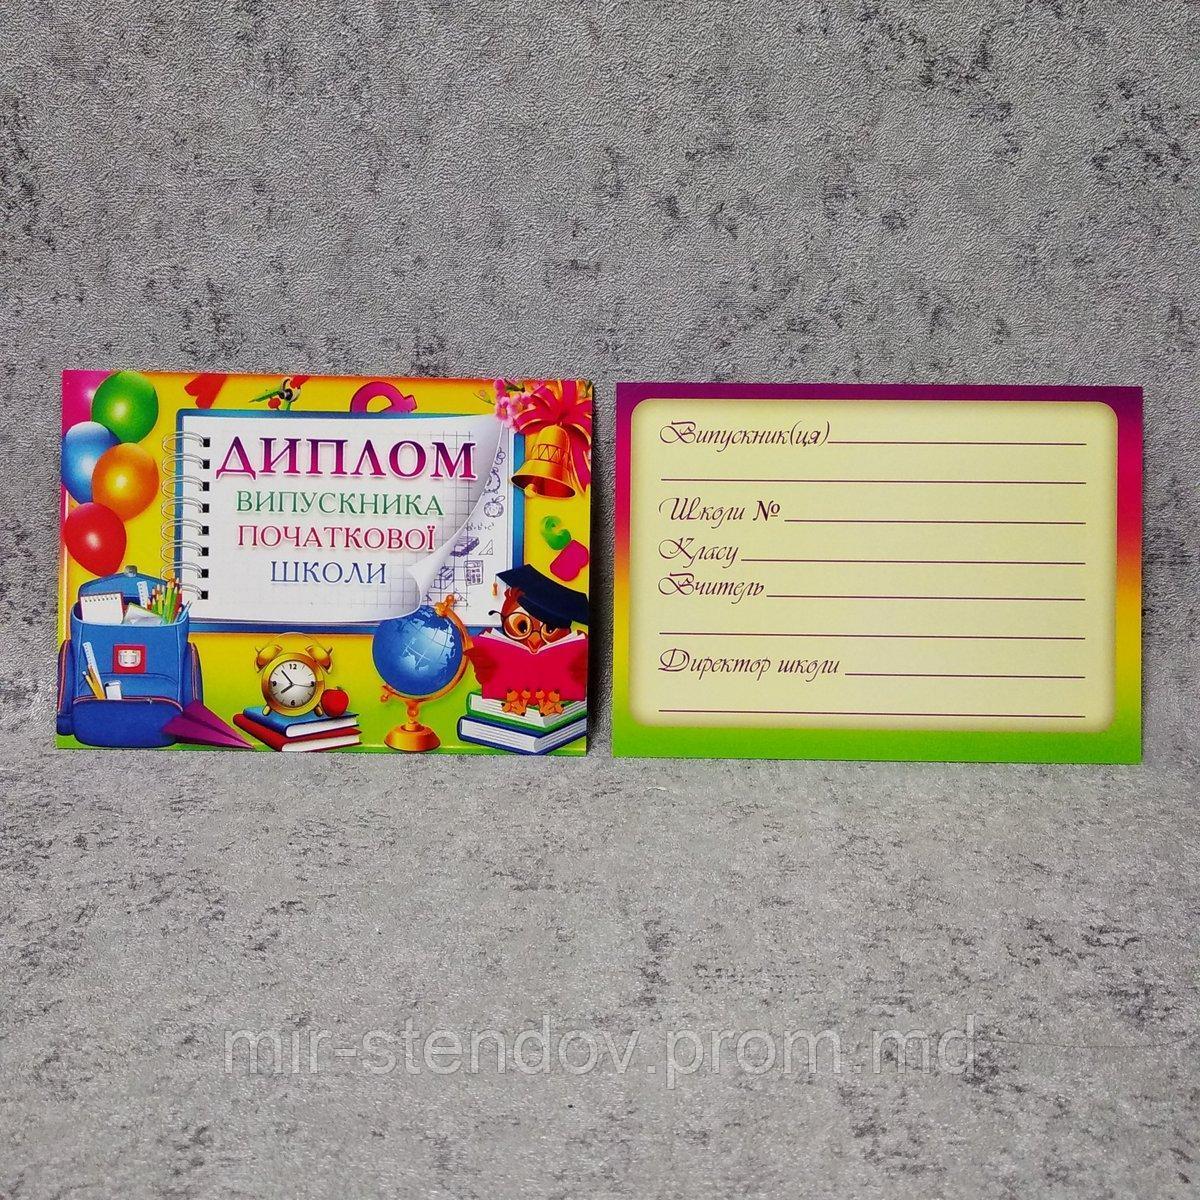 ДИПЛОМ
ВИПУСКНИКА
ПОЧАТКОВОЇ
ШКОЛИ
Випускник(ця)
Школи №
Класу
Вчитель
Директор школи
mir-stendov.prom.md